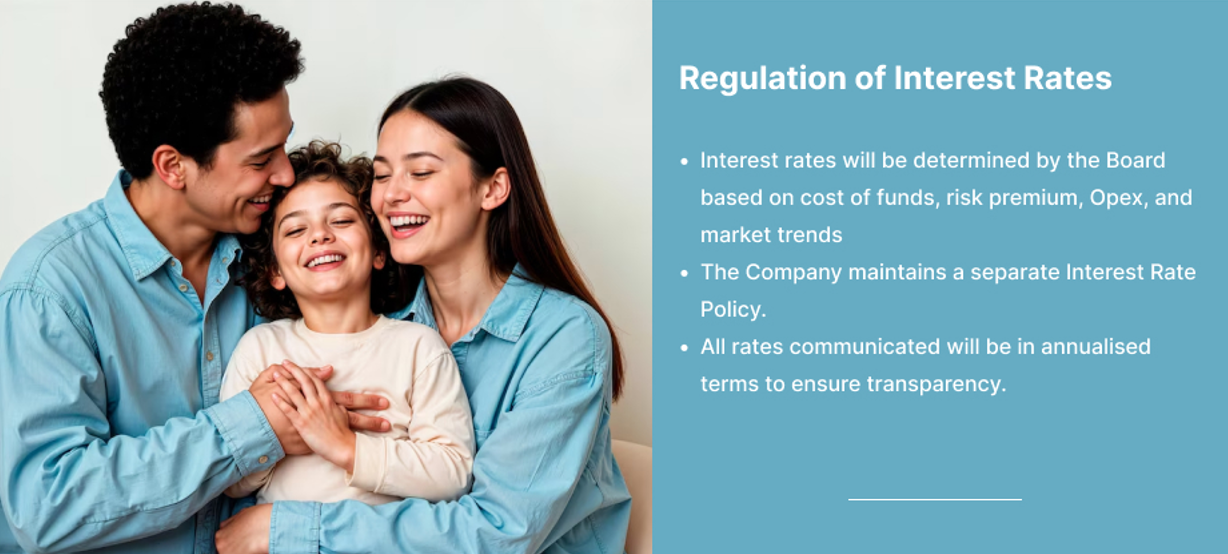 Regulation of Interest Rates
• Interest rates will be determined by the Board
based on cost of funds, risk premium, Opex, and
market trends
• The Company maintains a separate Interest Rate
Policy.
• All rates communicated will be in annualised
terms to ensure transparency.